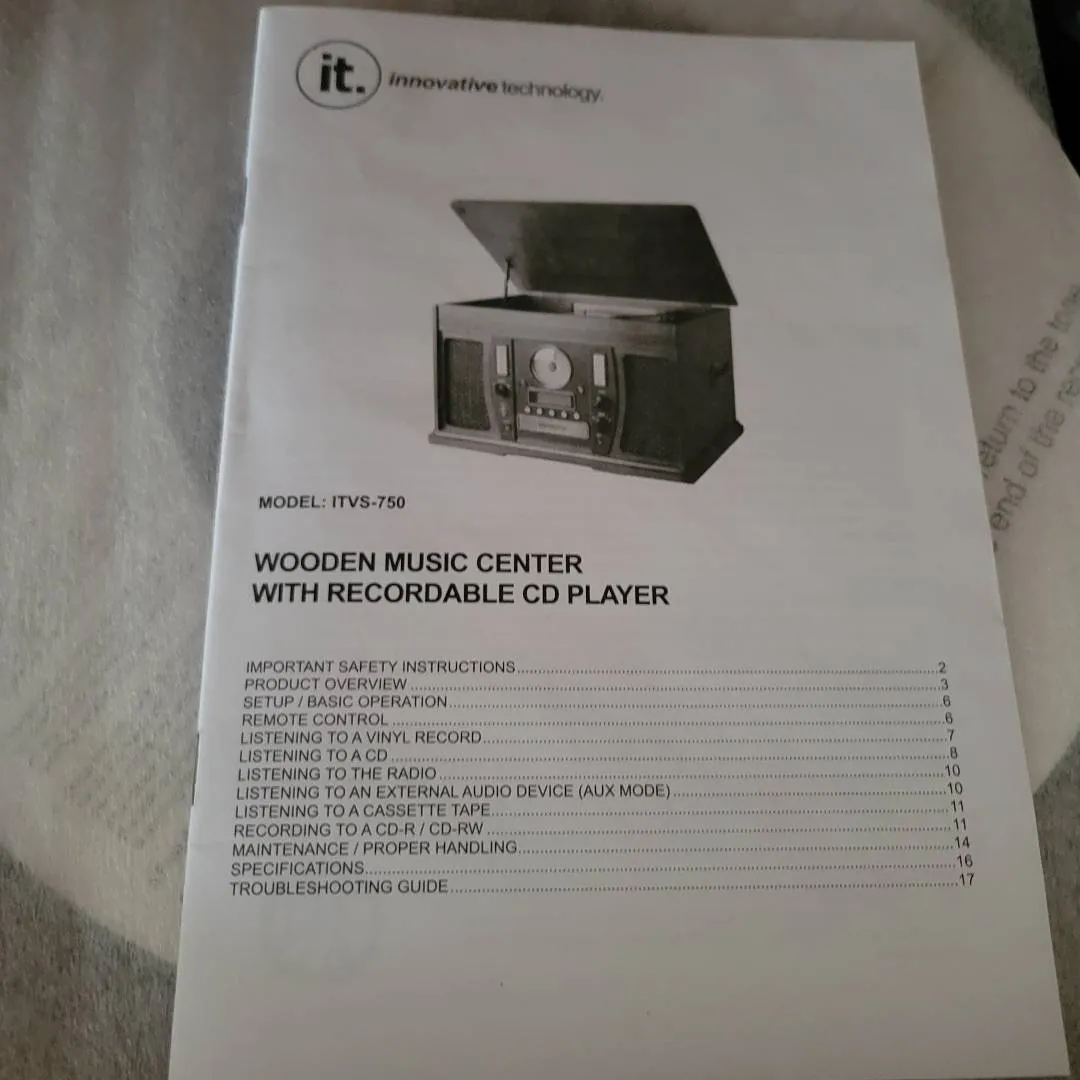 it. innovative technology.
MODEL: ITVS-750
WOODEN MUSIC CENTER
WITH RECORDABLE CD PLAYER
IMPORTANT SAFETY INSTRUCTIONS 2
PRODUCT OVERVIEW 3
SETUP / BASIC OPERATION 6
REMOTE CONTROL 6
LISTENING TO A VINYL RECORD 7
LISTENING TO A CD 8
LISTENING TO THE RADIO 10
LISTENING TO AN EXTERNAL AUDIO DEVICE (AUX MODE) 10
LISTENING TO A CASSETTE TAPE 11
RECORDING TO A CD-R / CD-RW 11
MAINTENANCE / PROPER HANDLING 14
SPECIFICATIONS 16
TROUBLESHOOTING GUIDE 17
return to the tone
end of the